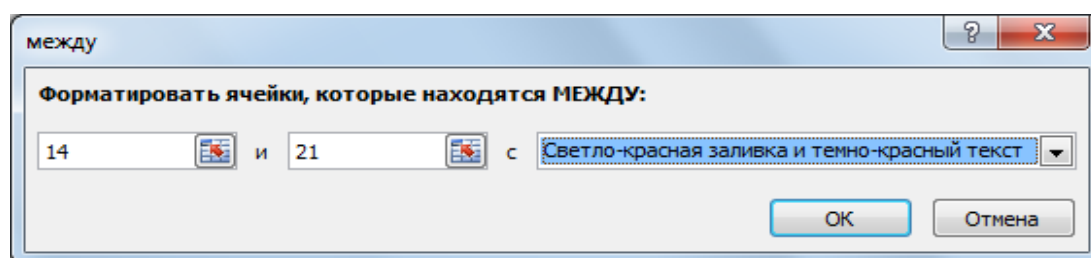 между
Форматировать ячейки, которые находятся МЕЖДУ:
14 и 21 с Светло-красная заливка и темно-красный текст
ОК Отмена